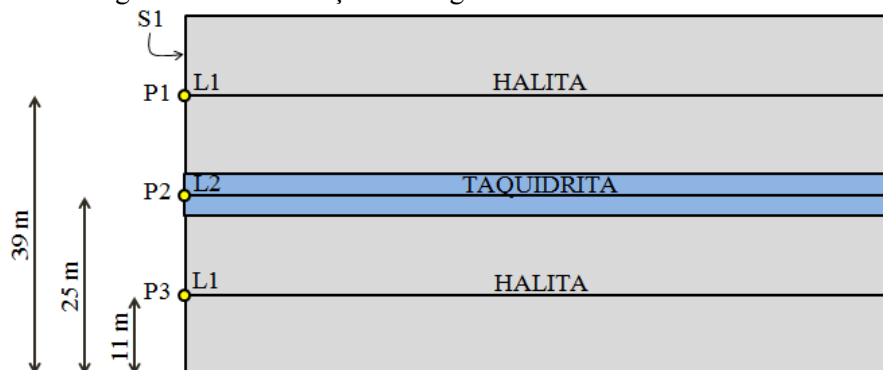 S1
P1 L1 HALITA
P2 L2 TAQUIDRITA
P3 L1 HALITA
39 m
25 m
11 m